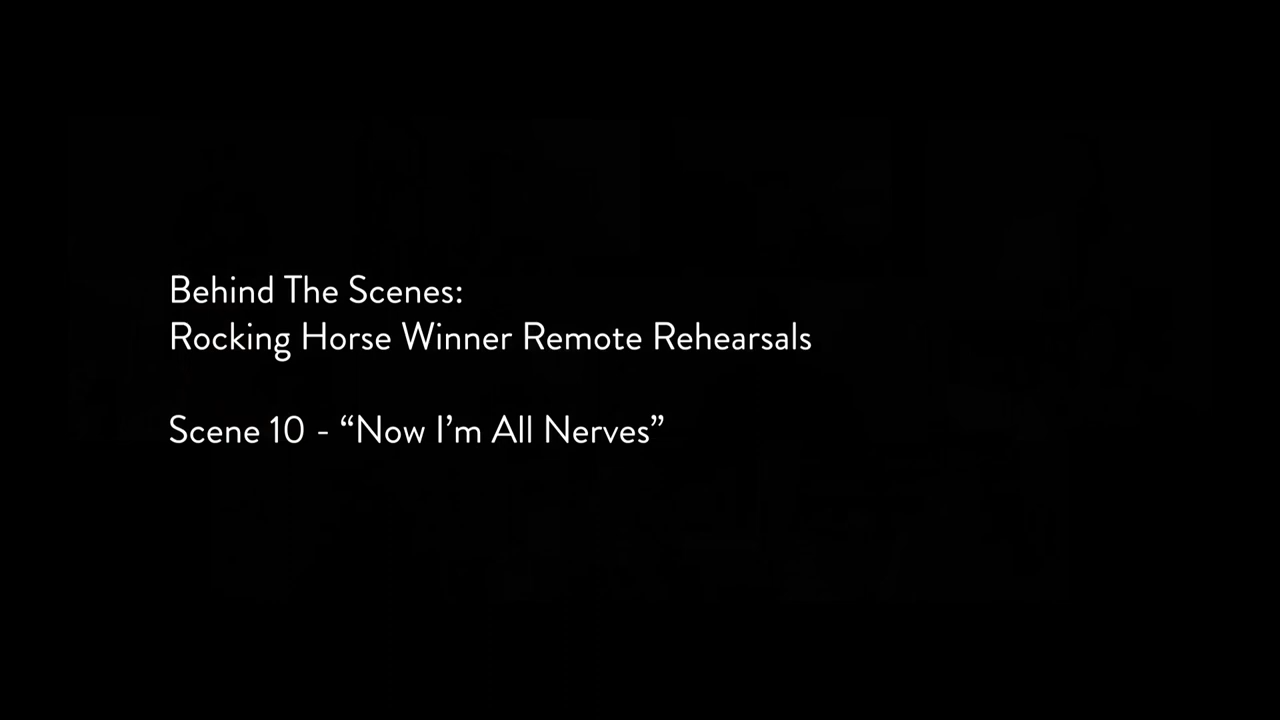 Behind The Scenes:
Rocking Horse Winner Remote Rehearsals
Scene 10 - “Now I’m All Nerves”